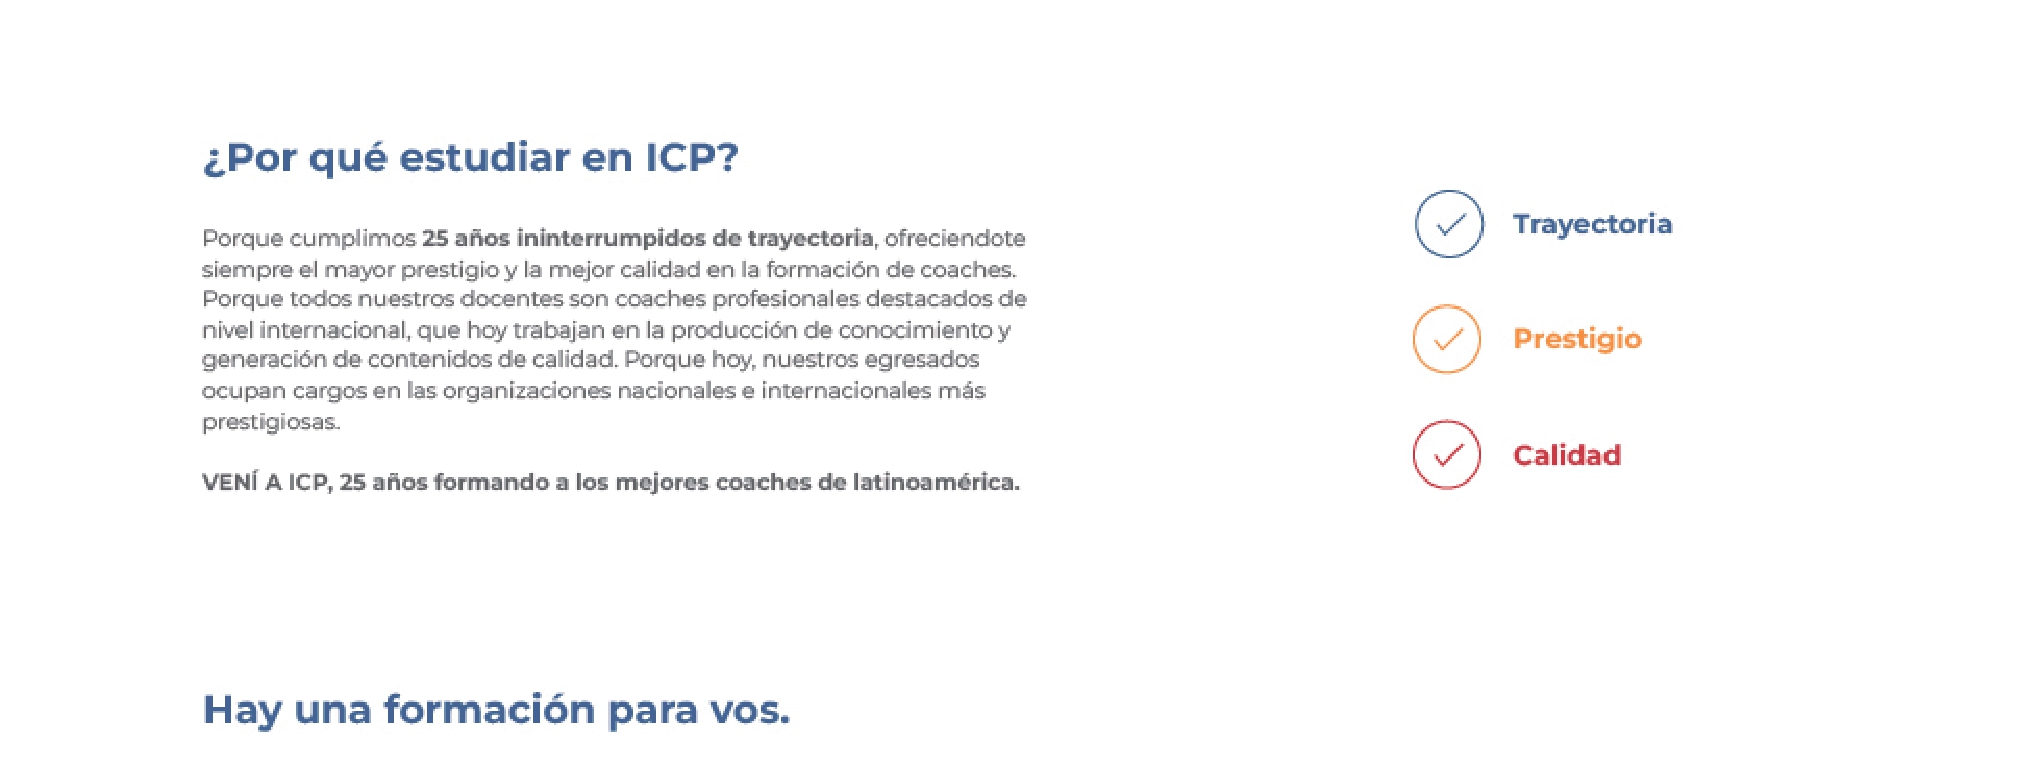 ¿Por qué estudiar en ICP?
Porque cumplimos 25 años ininterrumpidos de trayectoria, ofreciendote
siempre el mayor prestigio y la mejor calidad en la formación de coaches.
Porque todos nuestros docentes son coaches profesionales destacados de
nivel internacional, que hoy trabajan en la producción de conocimiento y
generación de contenidos de calidad. Porque hoy, nuestros egresados
ocupan cargos en las organizaciones nacionales e internacionales más
prestigiosas.
VENÍ A ICP, 25 años formando a los mejores coaches de latinoamérica.
Trayectoria
Prestigio
Calidad
Hay una formación para vos.